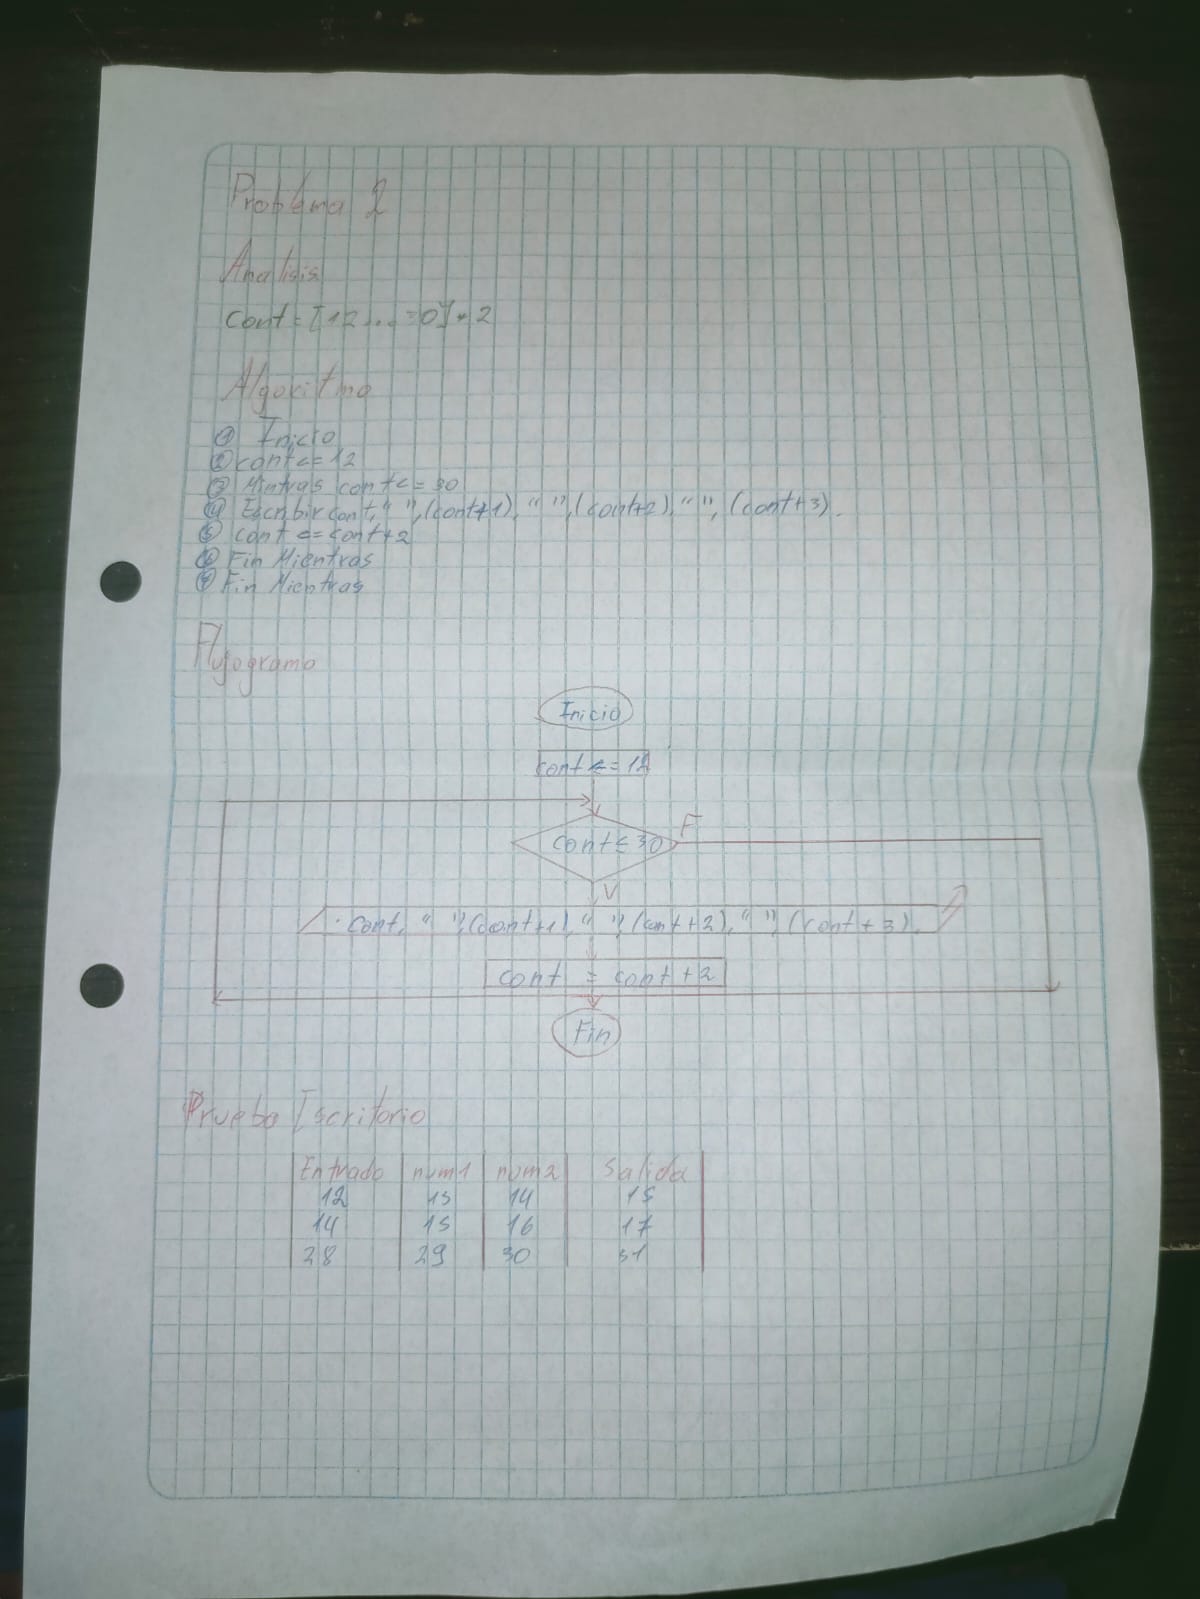 Problema 2
Analisis
cont = [12...30] + 2
Algoritmo
① Inicio
② cont <= 12
③ Mintras cont <= 30
④ Escribir cont, " ", (cont+1), " ", (cont+2), " ", (cont+3).
⑤ cont <= cont+2
⑥ Fin Mientras
⑦ Fin Mientras
Flujogramo
Inicio
cont <= 12
cont ≤ 30 F
V
cont, " ", (cont+1), " ", (cont+2), " ", (cont+3).
cont = cont + 2
Fin
Prueba Escritorio
Entrado num1 num2 Salida
12 13 14 15
14 15 16 17
28 29 30 31